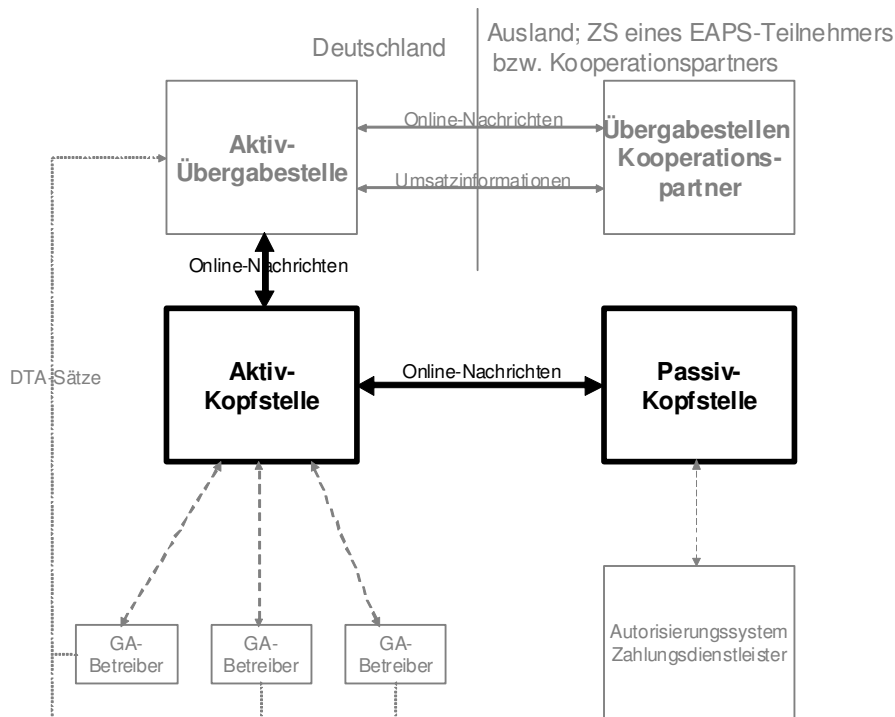 Deutschland
Ausland; ZS eines EAPS-Teilnehmers
bzw. Kooperationspartners
Aktiv-
Übergabestelle
Online-Nachrichten
Umsatzinformationen
Übergabestellen
Kooperations-
partner
Online-Nachrichten
DTA-Sätze
Aktiv-
Kopfstelle
Online-Nachrichten
Passiv-
Kopfstelle
GA-
Betreiber
GA-
Betreiber
GA-
Betreiber
Autorisierungssystem
Zahlungsdienstleister